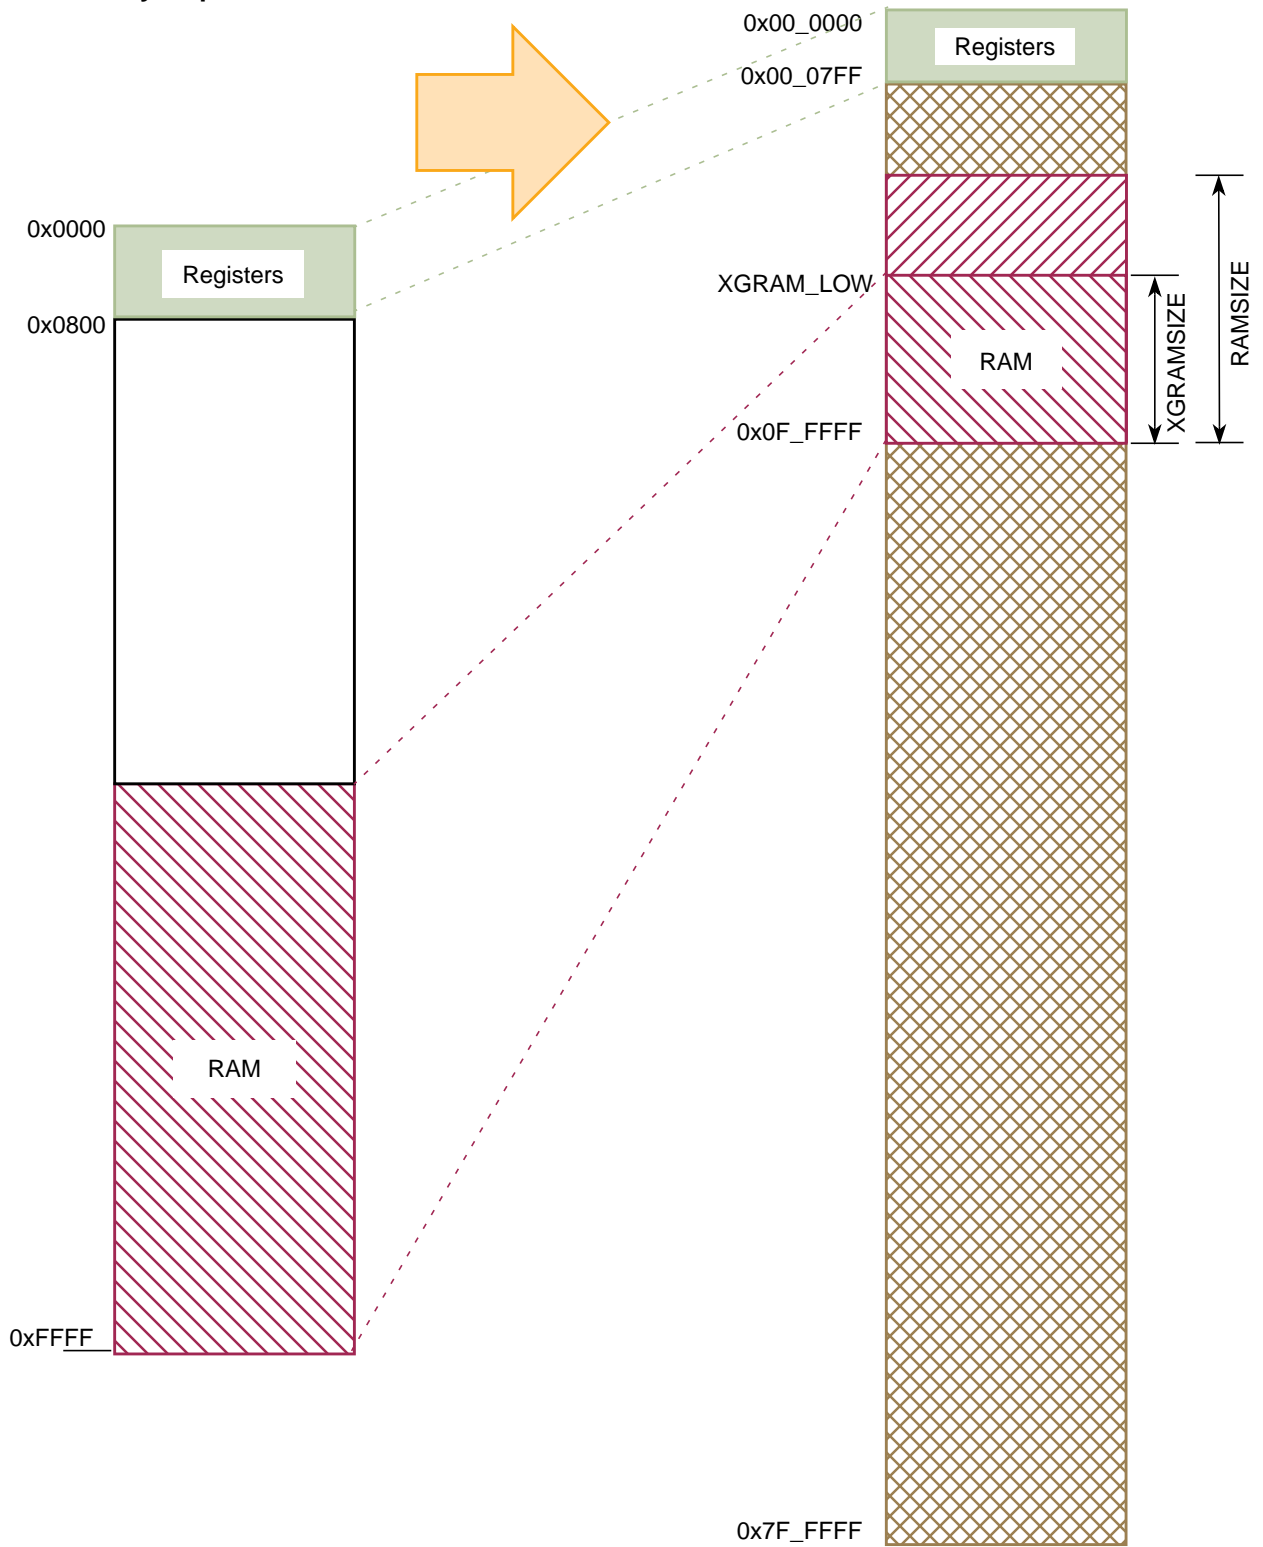 0x0000
Registers
0x0800
RAM
0xFFFF
0x00_0000
Registers
0x00_07FF
XGRAM_LOW
RAM
0x0F_FFFF
XGRAMSIZE
RAMSIZE
0x7F_FFFF